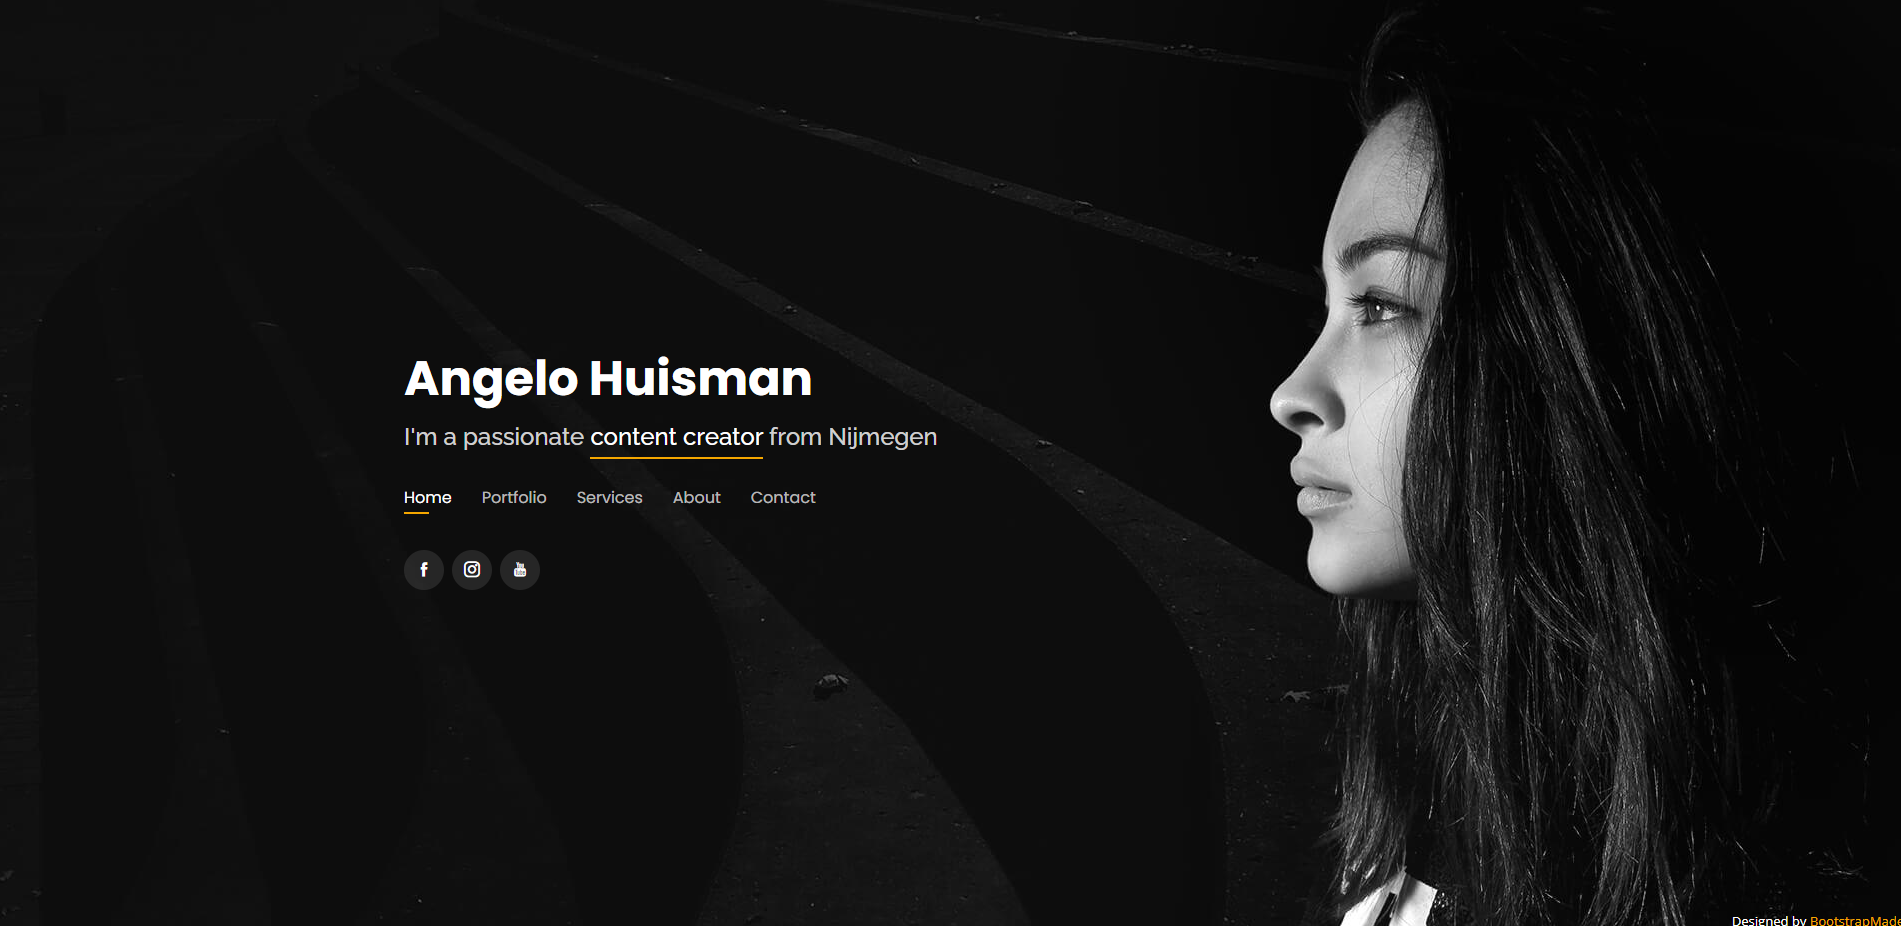 Angelo Huisman
I'm a passionate content creator from Nijmegen
Home Portfolio Services About Contact
Designed by BootstrapMade